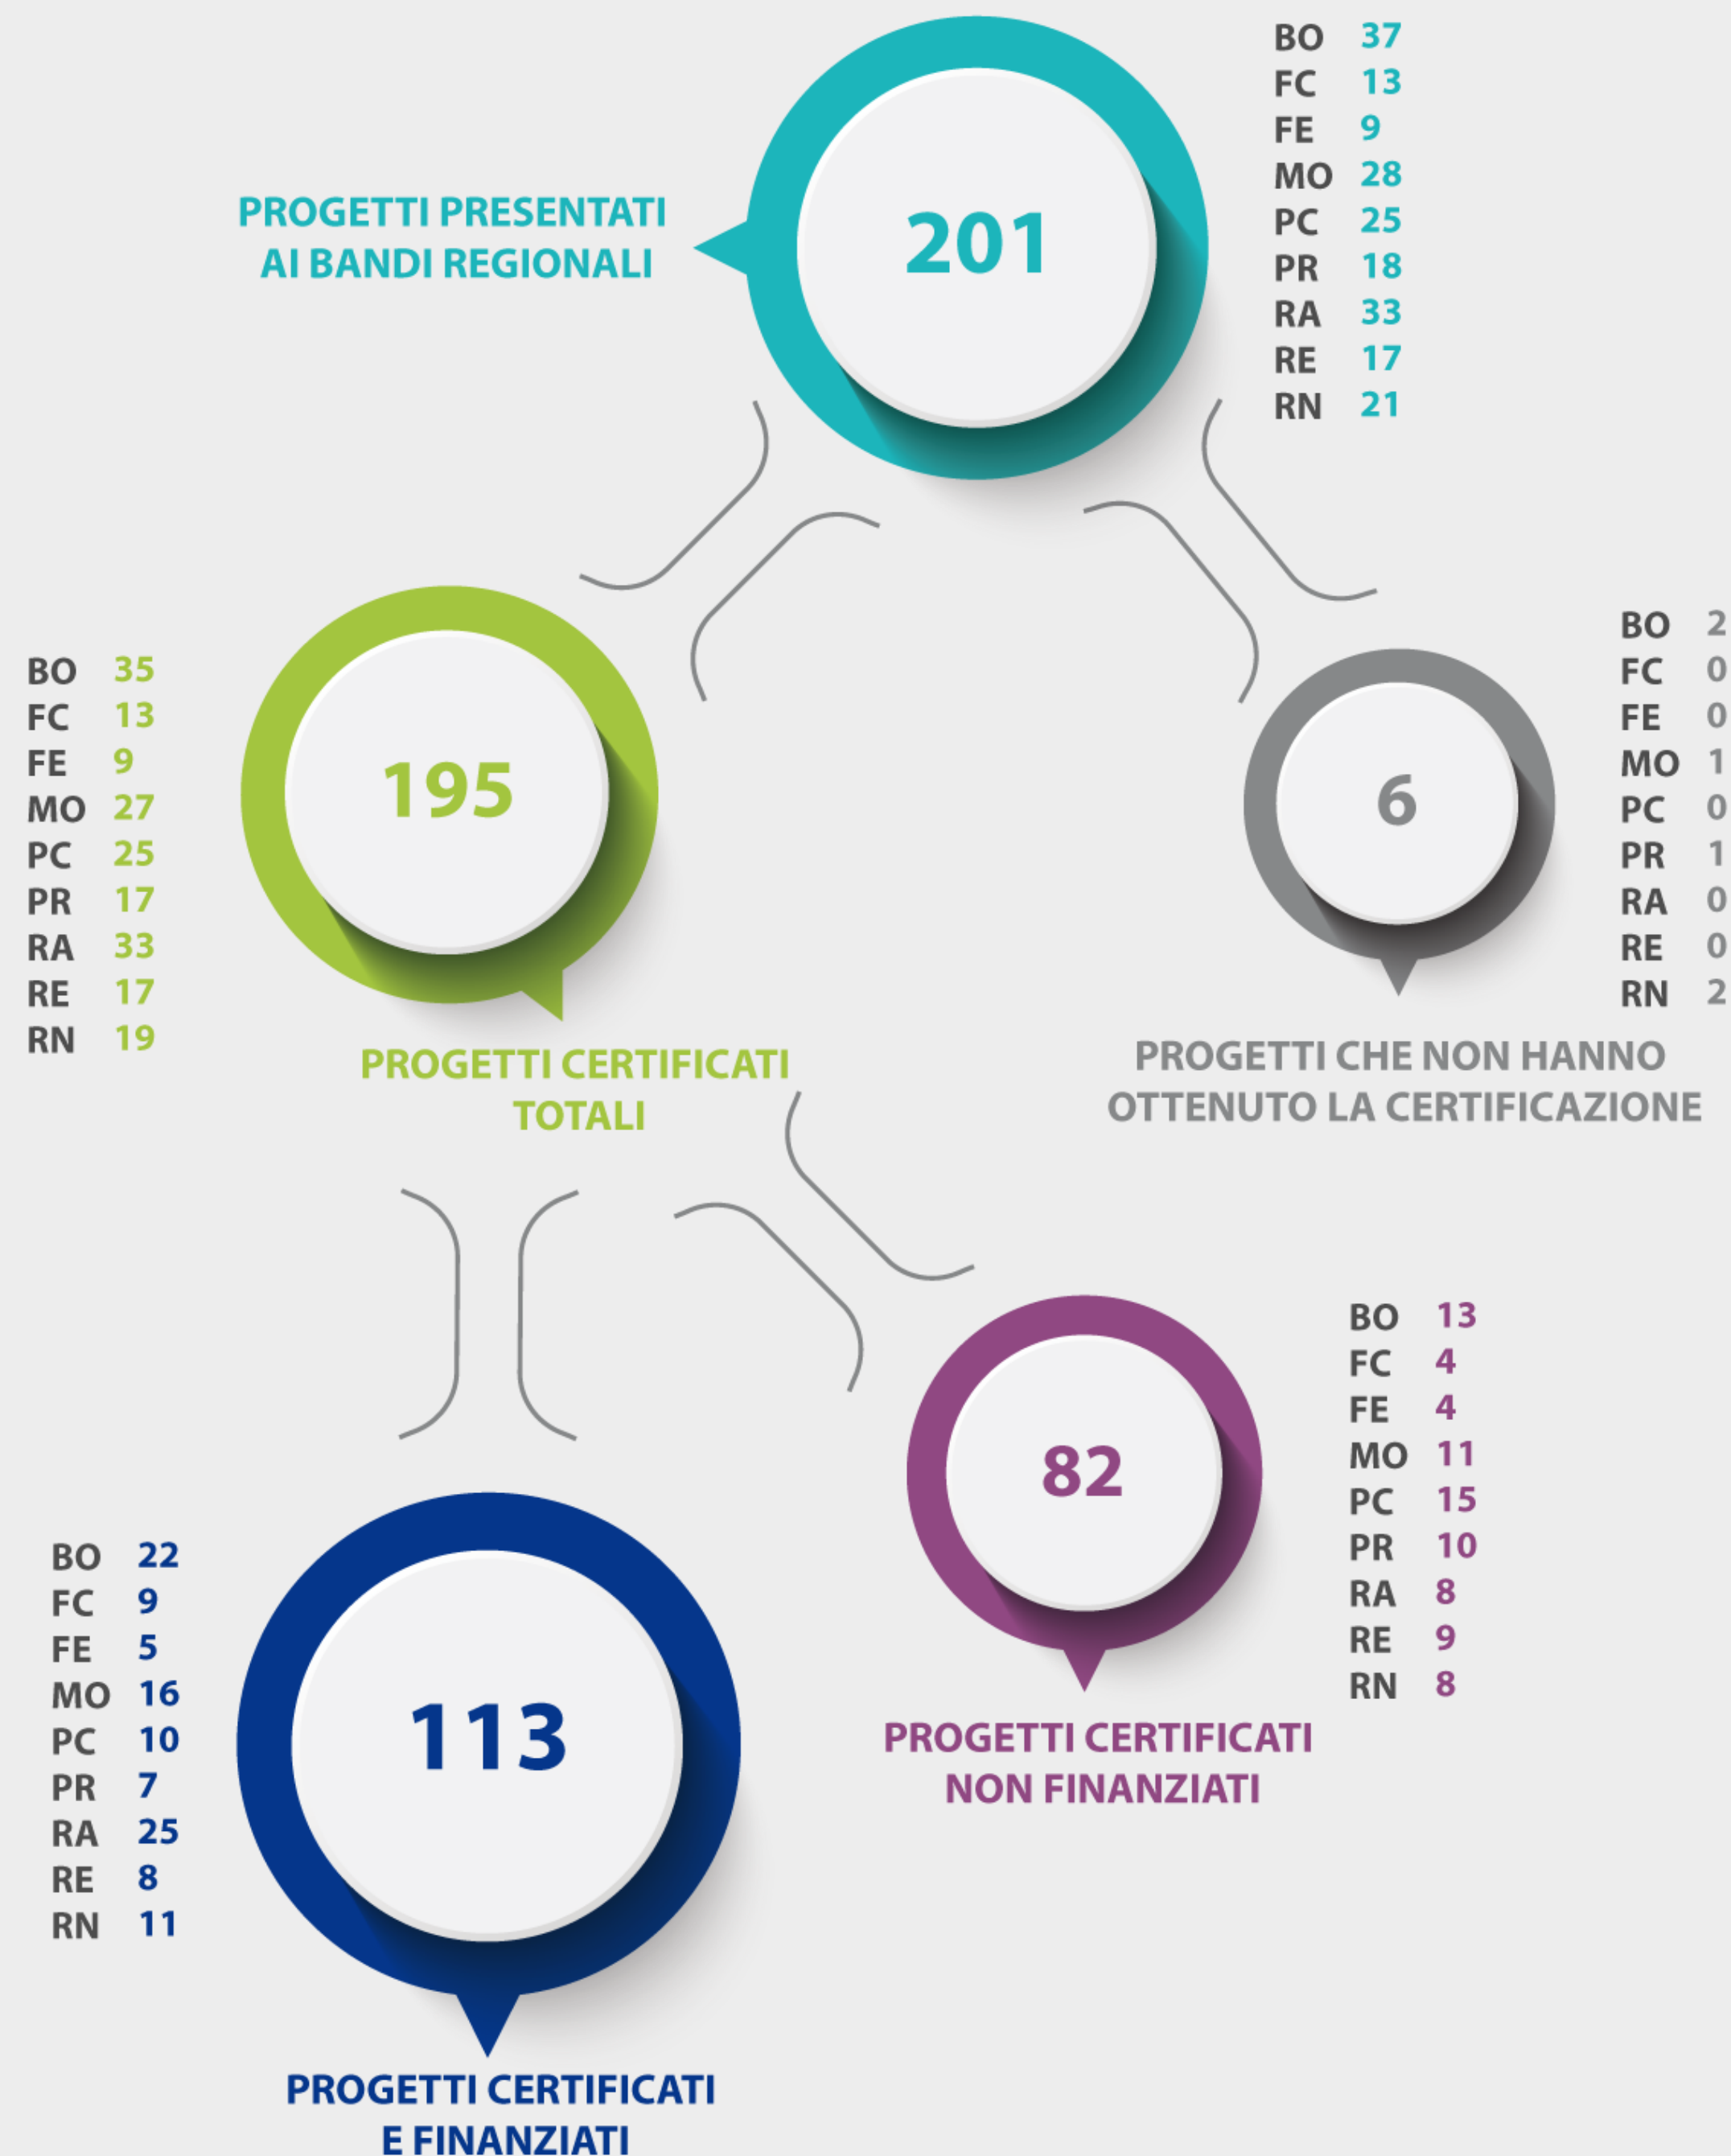 PROGETTI PRESENTATI
AI BANDI REGIONALI
201
BO 37
FC 13
FE 9
MO 28
PC 25
PR 18
RA 33
RE 17
RN 21
BO 35
FC 13
FE 9
MO 27
PC 25
PR 17
RA 33
RE 17
RN 19
195
PROGETTI CERTIFICATI
TOTALI
6
BO 2
FC 0
FE 0
MO 1
PC 0
PR 1
RA 0
RE 0
RN 2
PROGETTI CHE NON HANNO
OTTENUTO LA CERTIFICAZIONE
82
BO 13
FC 4
FE 4
MO 11
PC 15
PR 10
RA 8
RE 9
RN 8
PROGETTI CERTIFICATI
NON FINANZIATI
BO 22
FC 9
FE 5
MO 16
PC 10
PR 7
RA 25
RE 8
RN 11
113
PROGETTI CERTIFICATI
E FINANZIATI